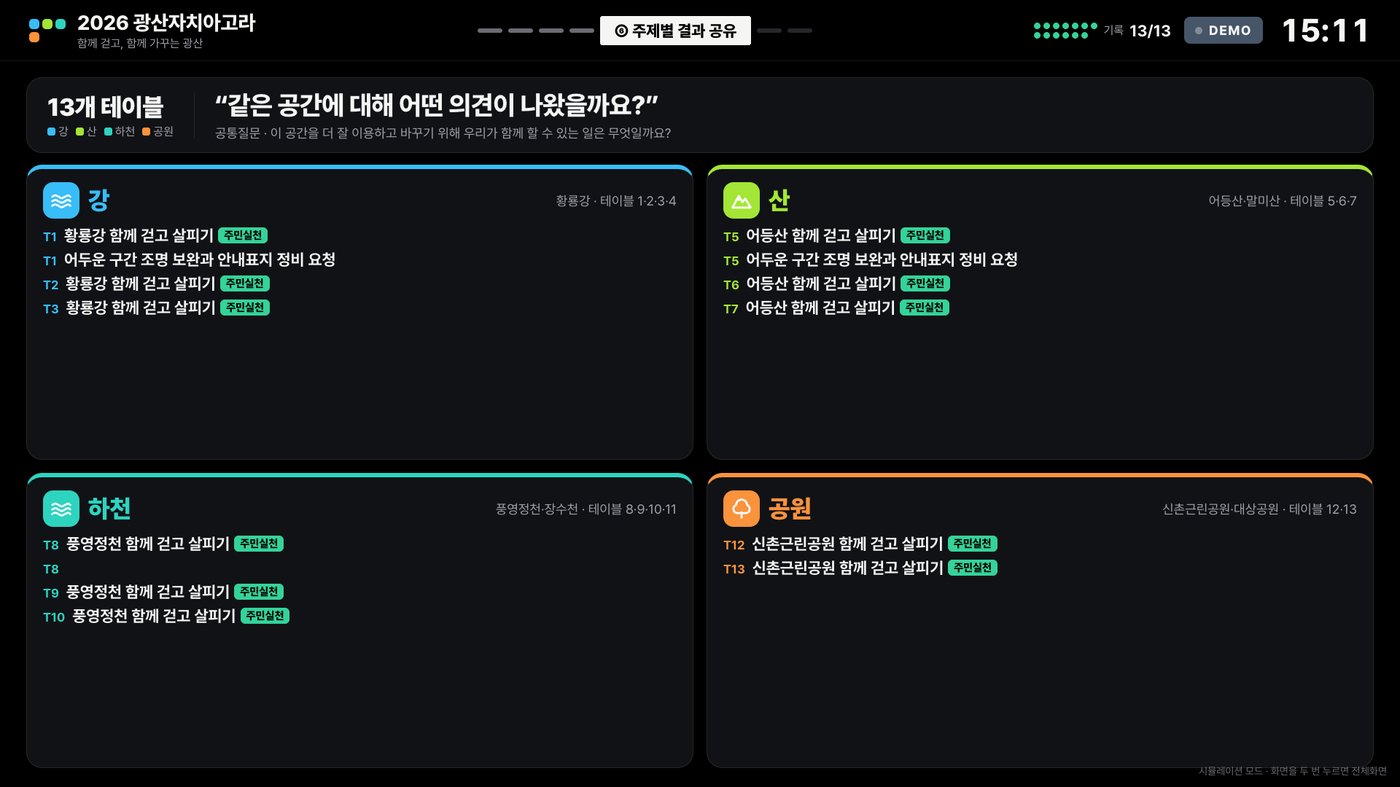 2026 광산자치아고라
함께 걷고, 함께 가꾸는 광산
⑥ 주제별 결과 공유
기록 13/13
DEMO
15:11
13개 테이블
강 산 하천 공원
“같은 공간에 대해 어떤 의견이 나왔을까요?”
공통질문 · 이 공간을 더 잘 이용하고 바꾸기 위해 우리가 함께 할 수 있는 일은 무엇일까요?
강
황룡강 · 테이블 1·2·3·4
T1 황룡강 함께 걷고 살피기 주민실천
T1 어두운 구간 조명 보완과 안내표지 정비 요청
T2 황룡강 함께 걷고 살피기 주민실천
T3 황룡강 함께 걷고 살피기 주민실천
산
어등산·말미산 · 테이블 5·6·7
T5 어등산 함께 걷고 살피기 주민실천
T5 어두운 구간 조명 보완과 안내표지 정비 요청
T6 어등산 함께 걷고 살피기 주민실천
T7 어등산 함께 걷고 살피기 주민실천
하천
풍영정천·장수천 · 테이블 8·9·10·11
T8 풍영정천 함께 걷고 살피기 주민실천
T8
T9 풍영정천 함께 걷고 살피기 주민실천
T10 풍영정천 함께 걷고 살피기 주민실천
공원
신촌근린공원·대상공원 · 테이블 12·13
T12 신촌근린공원 함께 걷고 살피기 주민실천
T13 신촌근린공원 함께 걷고 살피기 주민실천
시뮬레이션 모드 · 화면을 두 번 누르면 전체화면